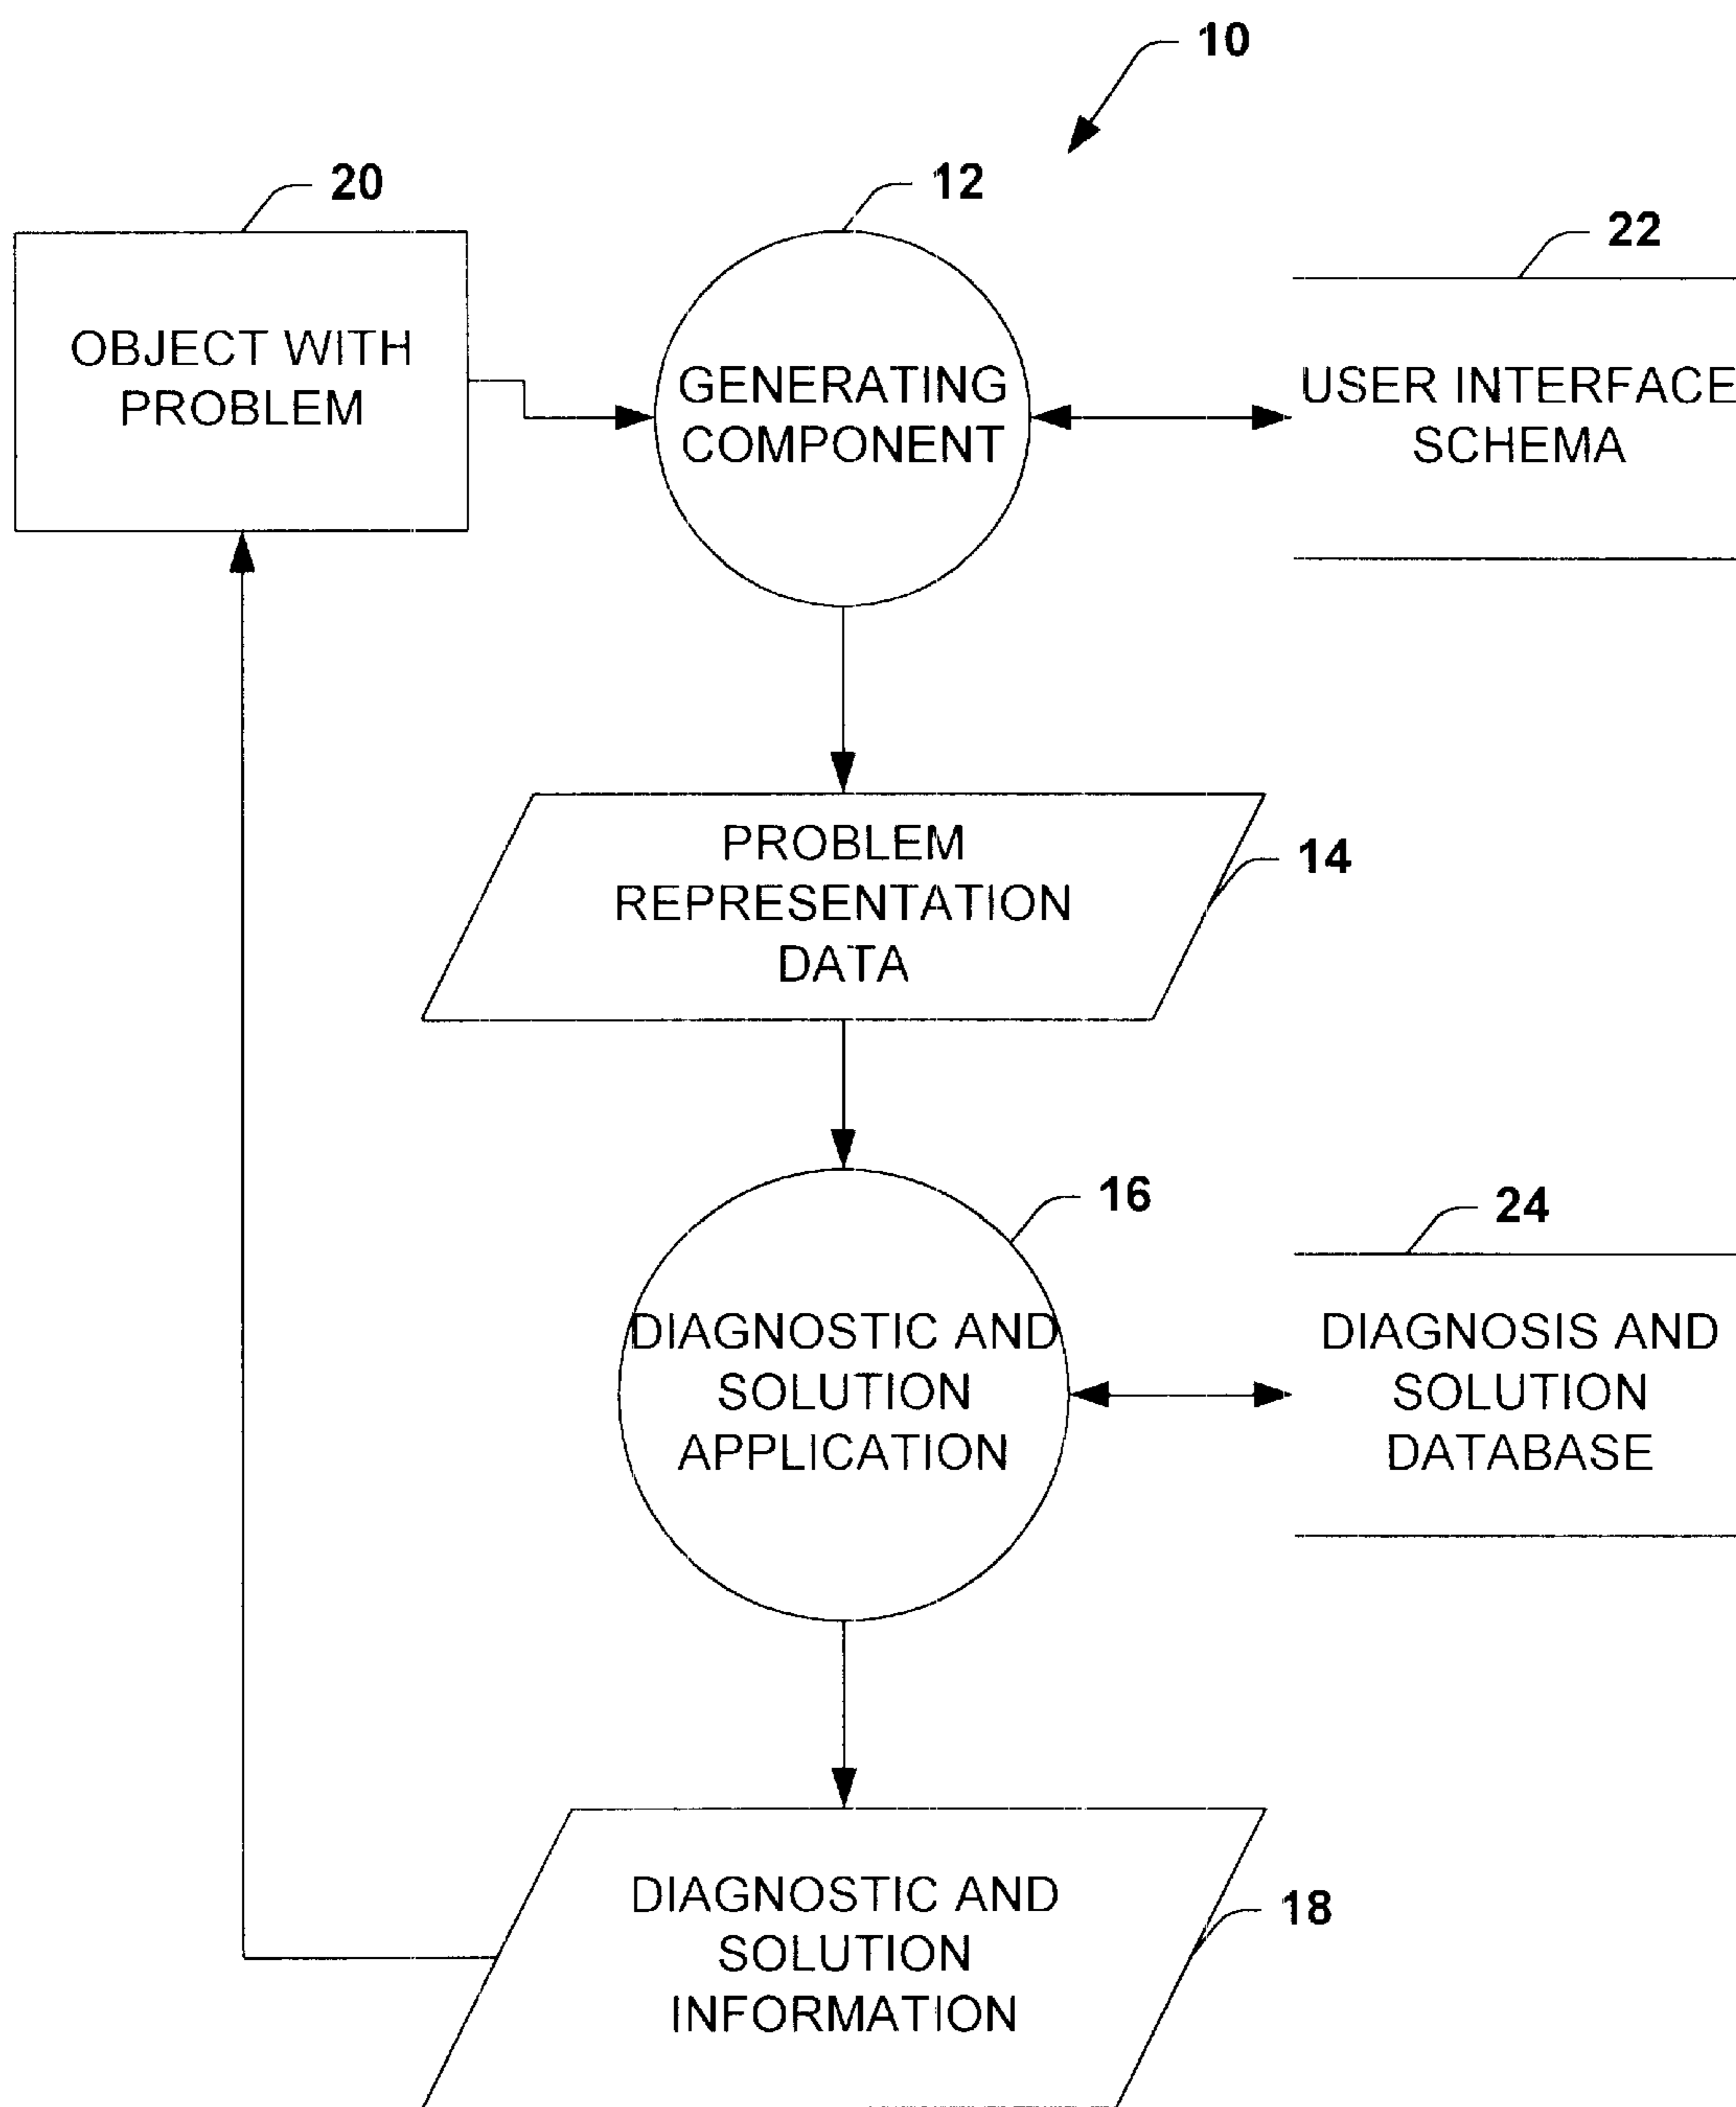 10
20
12
22
OBJECT WITH
PROBLEM
GENERATING
COMPONENT
USER INTERFACE
SCHEMA
PROBLEM
REPRESENTATION
DATA
14
16
24
DIAGNOSTIC AND
SOLUTION
APPLICATION
DIAGNOSIS AND
SOLUTION
DATABASE
DIAGNOSTIC AND
SOLUTION
INFORMATION
18